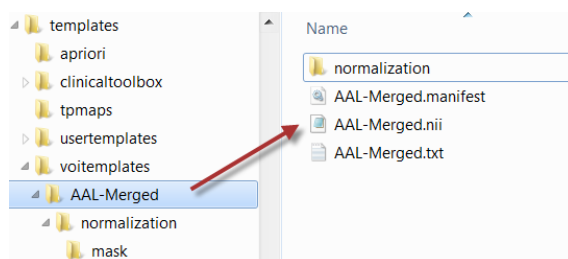 templates
apriori
clinicaltoolbox
tpmaps
usertemplates
voitemplates
AAL-Merged
normalization
mask
Name
normalization
AAL-Merged.manifest
AAL-Merged.nii
AAL-Merged.txt